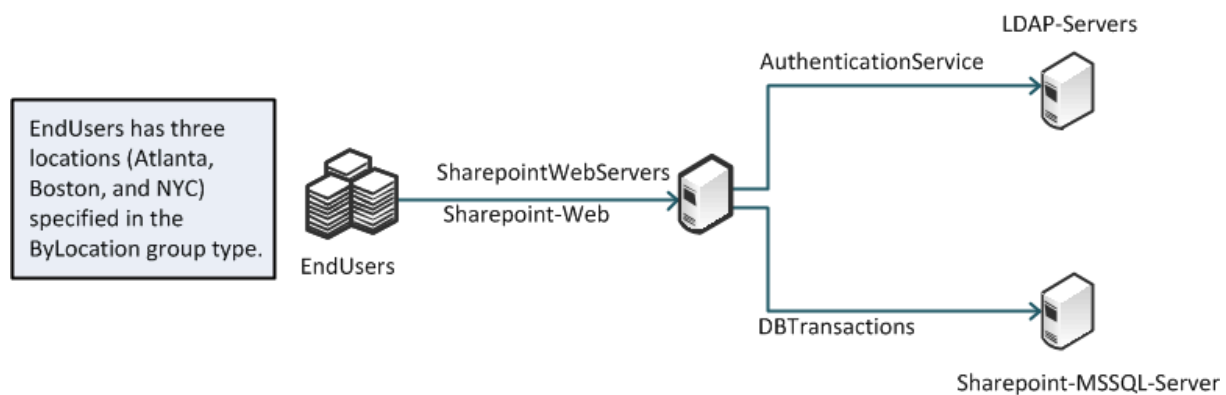 LDAP-Servers
AuthenticationService
EndUsers has three
locations (Atlanta,
Boston, and NYC)
specified in the
ByLocation group type.
SharepointWebServers
Sharepoint-Web
EndUsers
DBTransactions
Sharepoint-MSSQL-Server